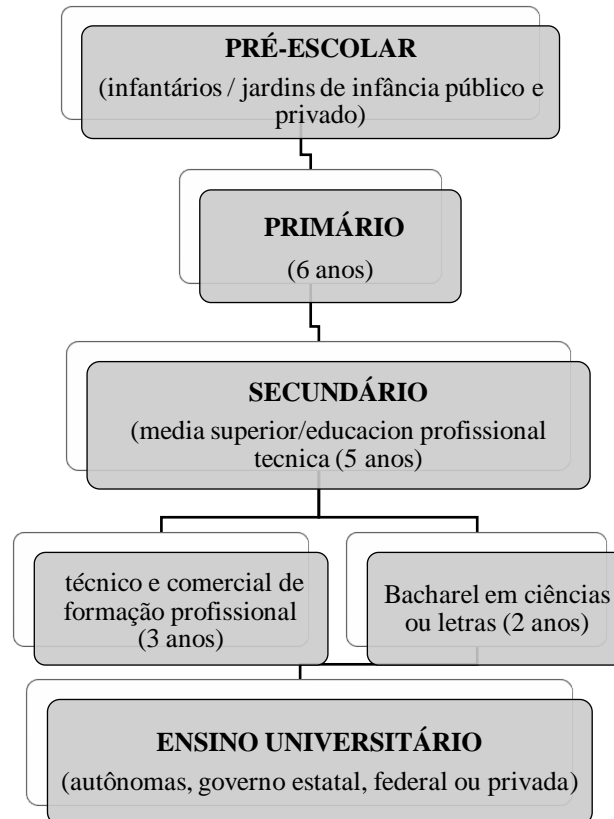 PRÉ-ESCOLAR
(infantários / jardins de infância público e
privado)
PRIMÁRIO
(6 anos)
SECUNDÁRIO
(media superior/educacion profissional
tecnica (5 anos)
técnico e comercial de
formação profissional
(3 anos)
Bacharel em ciências
ou letras (2 anos)
ENSINO UNIVERSITÁRIO
(autônomas, governo estatal, federal ou privada)